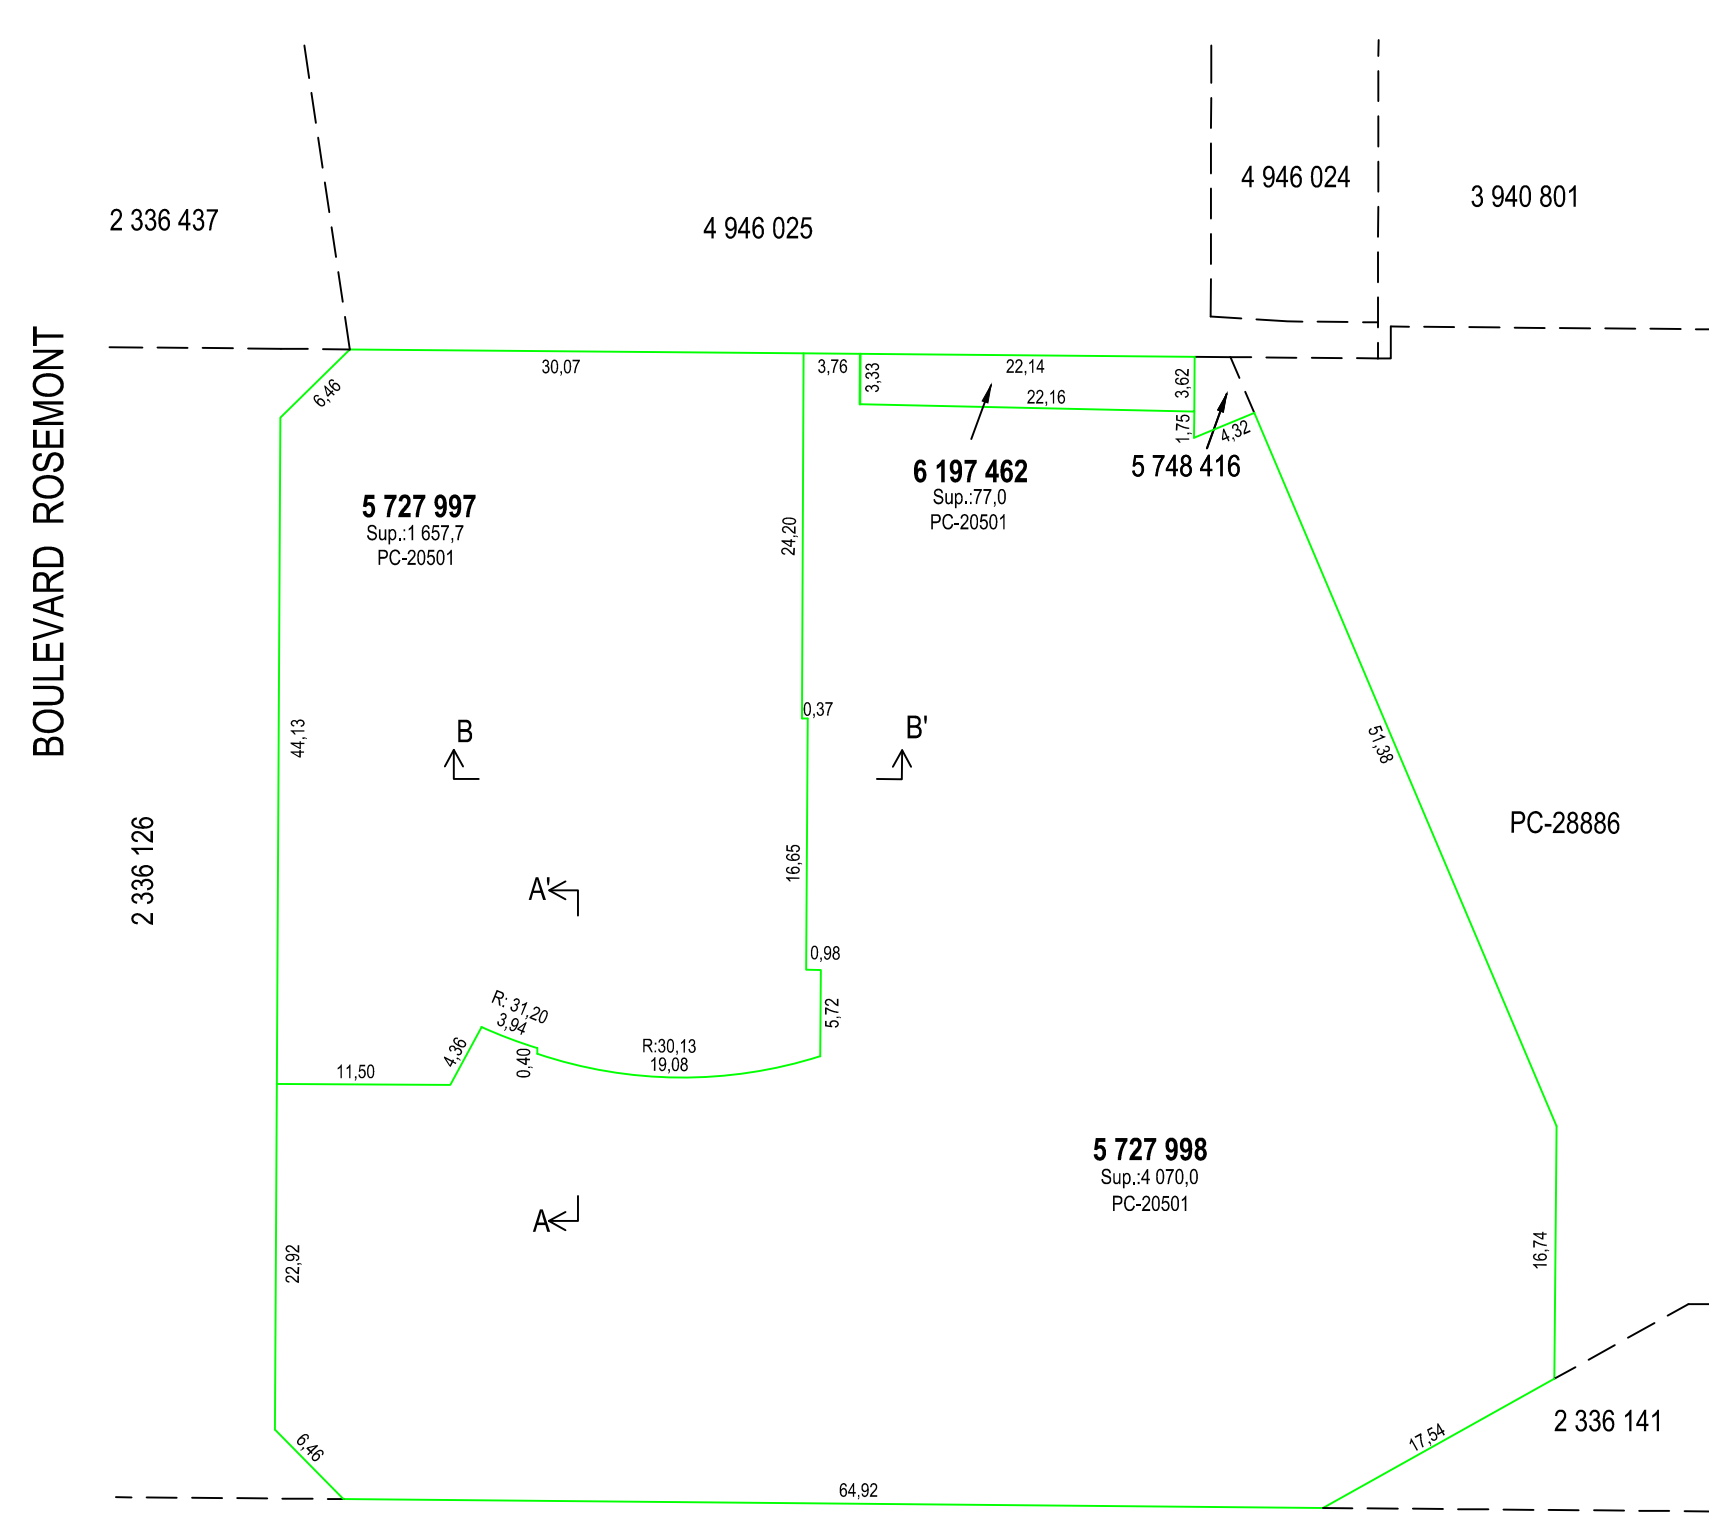 4 946 024
3 940 801
2 336 437
4 946 025
BOULEVARD ROSEMONT
30,07
3,76
3,33
22,14
3,62
6,46
22,16
1,75
4,32
6 197 462
Sup.:77,0
PC-20501
5 748 416
5 727 997
Sup.:1 657,7
PC-20501
24,20
0,37
B
B'
44,13
51,38
PC-28886
2 336 126
16,65
A'
0,98
5,72
R: 31,20
3,94
4,36
0,40
R:30,13
19,08
11,50
5 727 998
Sup.:4 070,0
PC-20501
A
22,92
16,74
2 336 141
6,46
17,54
64,92